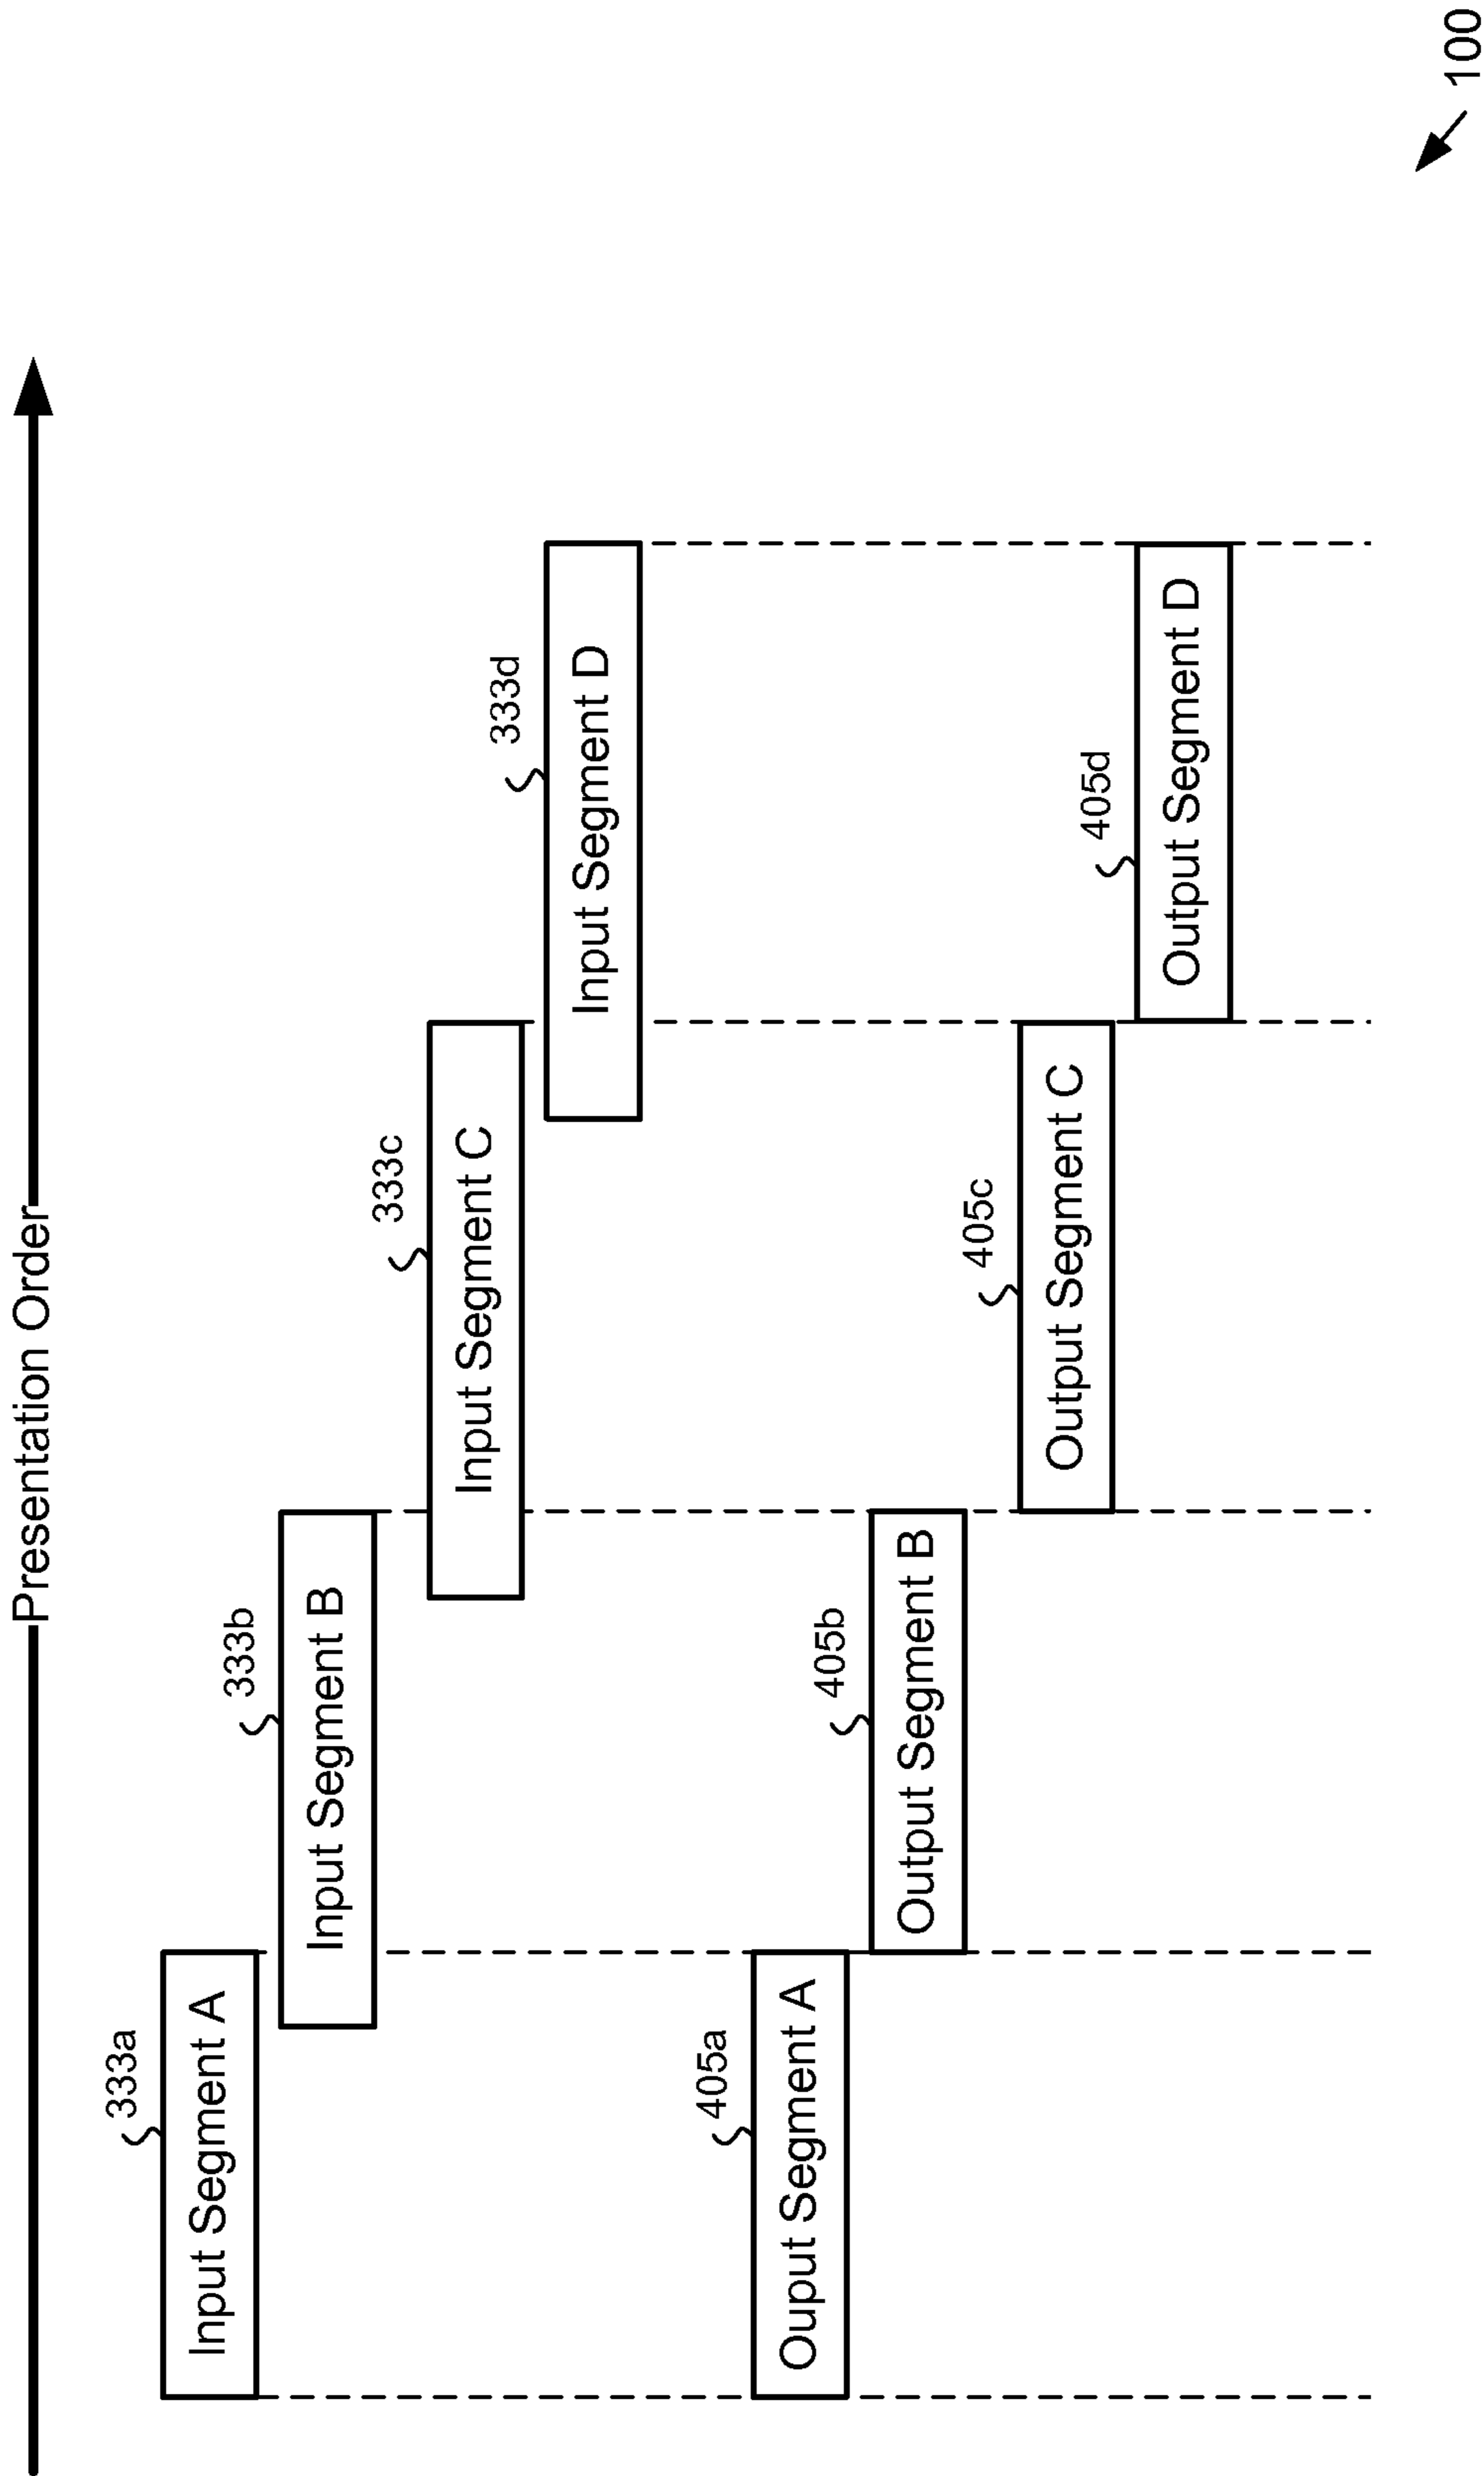 Presentation Order
333a
Input Segment A
333b
Input Segment B
333c
Input Segment C
333d
Input Segment D
405a
Ouput Segment A
405b
Output Segment B
405c
Output Segment C
405d
Output Segment D
100